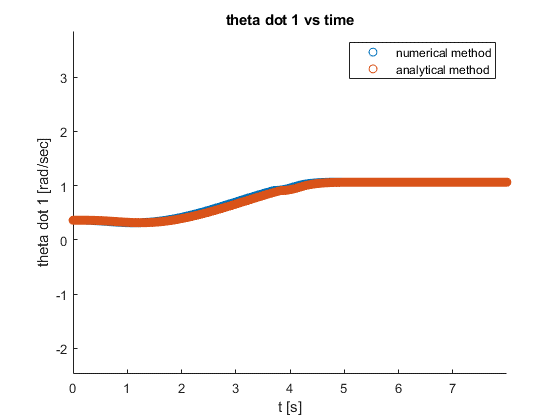 theta dot 1 vs time
numerical method
analytical method
theta dot 1 [rad/sec]
3
2
1
0
-1
-2
0 1 2 3 4 5 6 7
t [s]